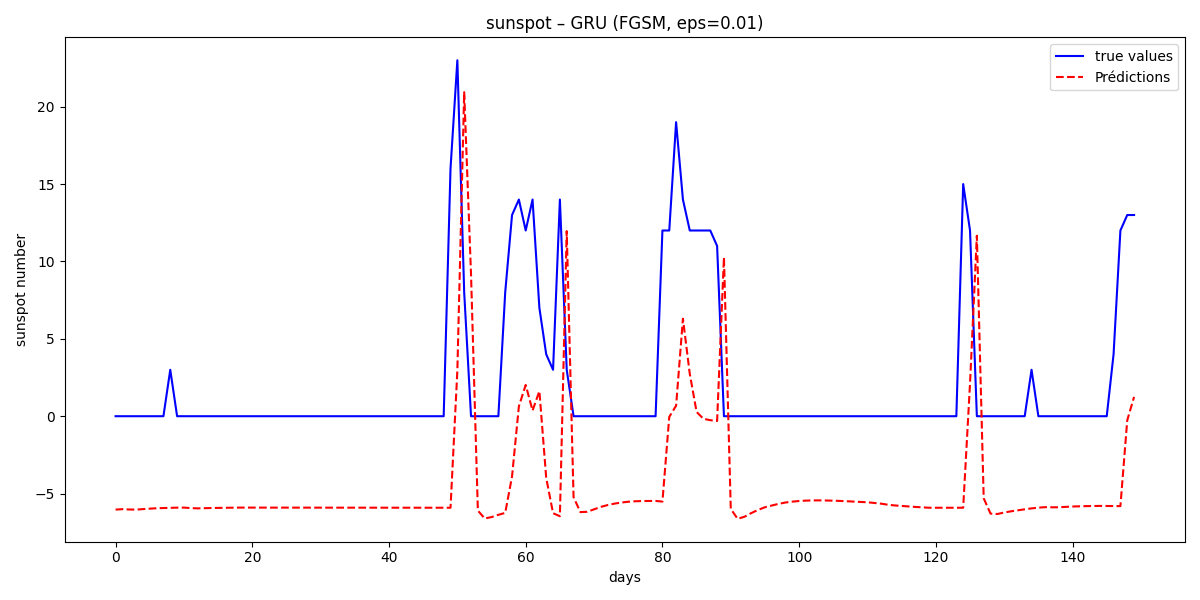 sunspot – GRU (FGSM, eps=0.01)
true values
Prédictions
sunspot number
20
15
10
5
0
−5
0 20 40 60 80 100 120 140
days